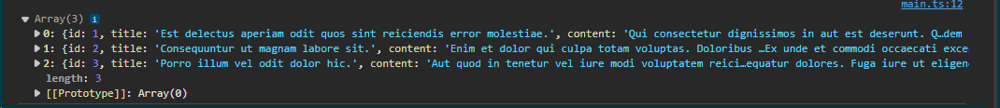 main.ts:12
Array(3) i
0: {id: 1, title: 'Est delectus aperiam odit quos sint reiciendis error molestiae.', content: 'Qui consectetur dignissimos in aut est deserunt. Q…dem
1: {id: 2, title: 'Consequuntur ut magnam labore sit.', content: 'Enim et dolor qui culpa totam voluptas. Doloribus …Ex unde et commodi occaecati exce
2: {id: 3, title: 'Porro illum vel odit dolor hic.', content: 'Aut quod in tenetur vel iure modi voluptatem reici…equatur dolores. Fuga iure ut eligen
length: 3
[[Prototype]]: Array(0)